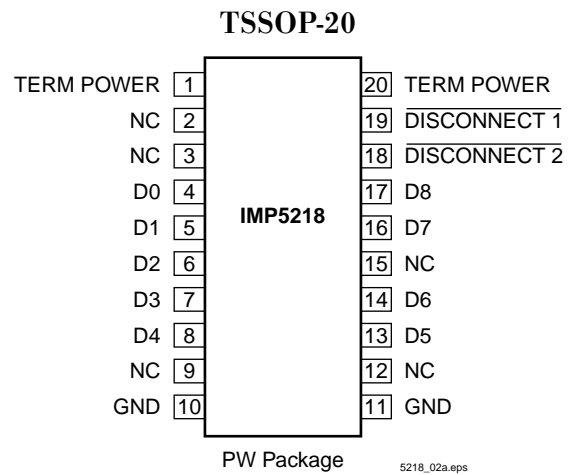 TSSOP-20
TERM POWER 1 20 TERM POWER
NC 2 19 DISCONNECT 1
NC 3 18 DISCONNECT 2
D0 4 17 D8
D1 5 IMP5218 16 D7
D2 6 15 NC
D3 7 14 D6
D4 8 13 D5
NC 9 12 NC
GND 10 11 GND
PW Package
5218_02a.eps